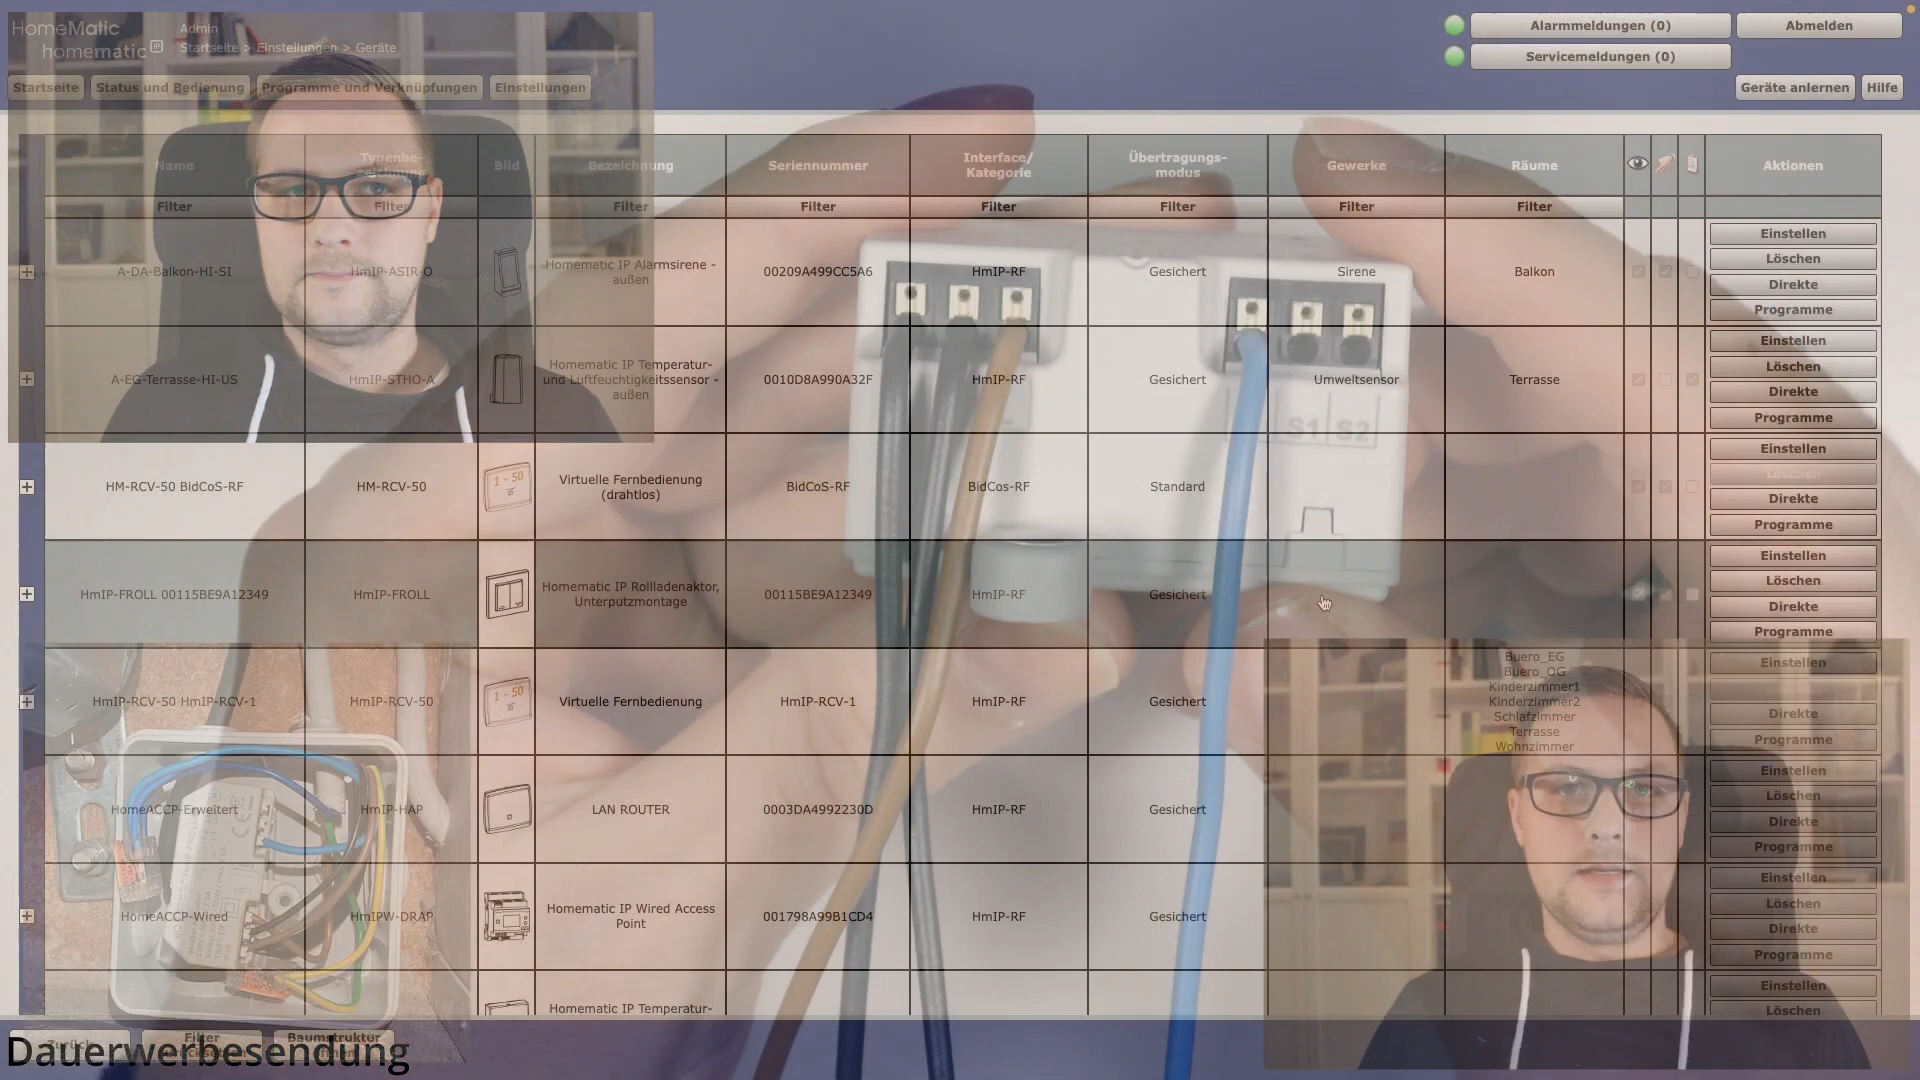 HomeMatic
homematic IP
Admin
Startseite > Einstellungen > Geräte
Alarmmeldungen (0)
Abmelden
Servicemeldungen (0)
Startseite
Status und Bedienung
Programme und Verknüpfungen
Einstellungen
Geräte anlernen
Hilfe
Name
Typenbe-
Bild
Bezeichnung
Seriennummer
Interface/
Kategorie
Übertragungs-
modus
Gewerke
Räume
Aktionen
Filter
Filter
Filter
Filter
Filter
Filter
Filter
Filter
A-DA-Balkon-HI-SI
HmIP-ASIR-O
Homematic IP Alarmsirene -
außen
00209A499CC5A6
HmIP-RF
Gesichert
Sirene
Balkon
Einstellen
Löschen
Direkte
Programme
A-EG-Terrasse-HI-US
HmIP-STHO-A
Homematic IP Temperatur-
und Luftfeuchtigkeitssensor -
außen
0010D8A990A32F
HmIP-RF
Gesichert
Umweltsensor
Terrasse
Einstellen
Löschen
Direkte
Programme
S1 S2
HM-RCV-50 BidCoS-RF
HM-RCV-50
1 - 50
Virtuelle Fernbedienung
(drahtlos)
BidCoS-RF
BidCos-RF
Standard
Einstellen
Löschen
Direkte
Programme
HmIP-FROLL 00115BE9A12349
HmIP-FROLL
Homematic IP Rollladenaktor,
Unterputzmontage
00115BE9A12349
HmIP-RF
Gesichert
Einstellen
Löschen
Direkte
Programme
HmIP-RCV-50 HmIP-RCV-1
HmIP-RCV-50
1 - 50
Virtuelle Fernbedienung
HmIP-RCV-1
HmIP-RF
Gesichert
Buero_EG
Buero_OG
Kinderzimmer1
Kinderzimmer2
Schlafzimmer
Terrasse
Wohnzimmer
Einstellen
Direkte
Programme
HomeACCP-Erweitert
HmIP-HAP
LAN ROUTER
0003DA4992230D
HmIP-RF
Gesichert
Einstellen
Löschen
Direkte
Programme
HomeACCP-Wired
HmIPW-DRAP
Homematic IP Wired Access
Point
001798A99B1CD4
HmIP-RF
Gesichert
Einstellen
Löschen
Direkte
Programme
Homematic IP Temperatur-
Einstellen
Löschen
Zurück
Filter
Baumstruktur
Dauerwerbesendung